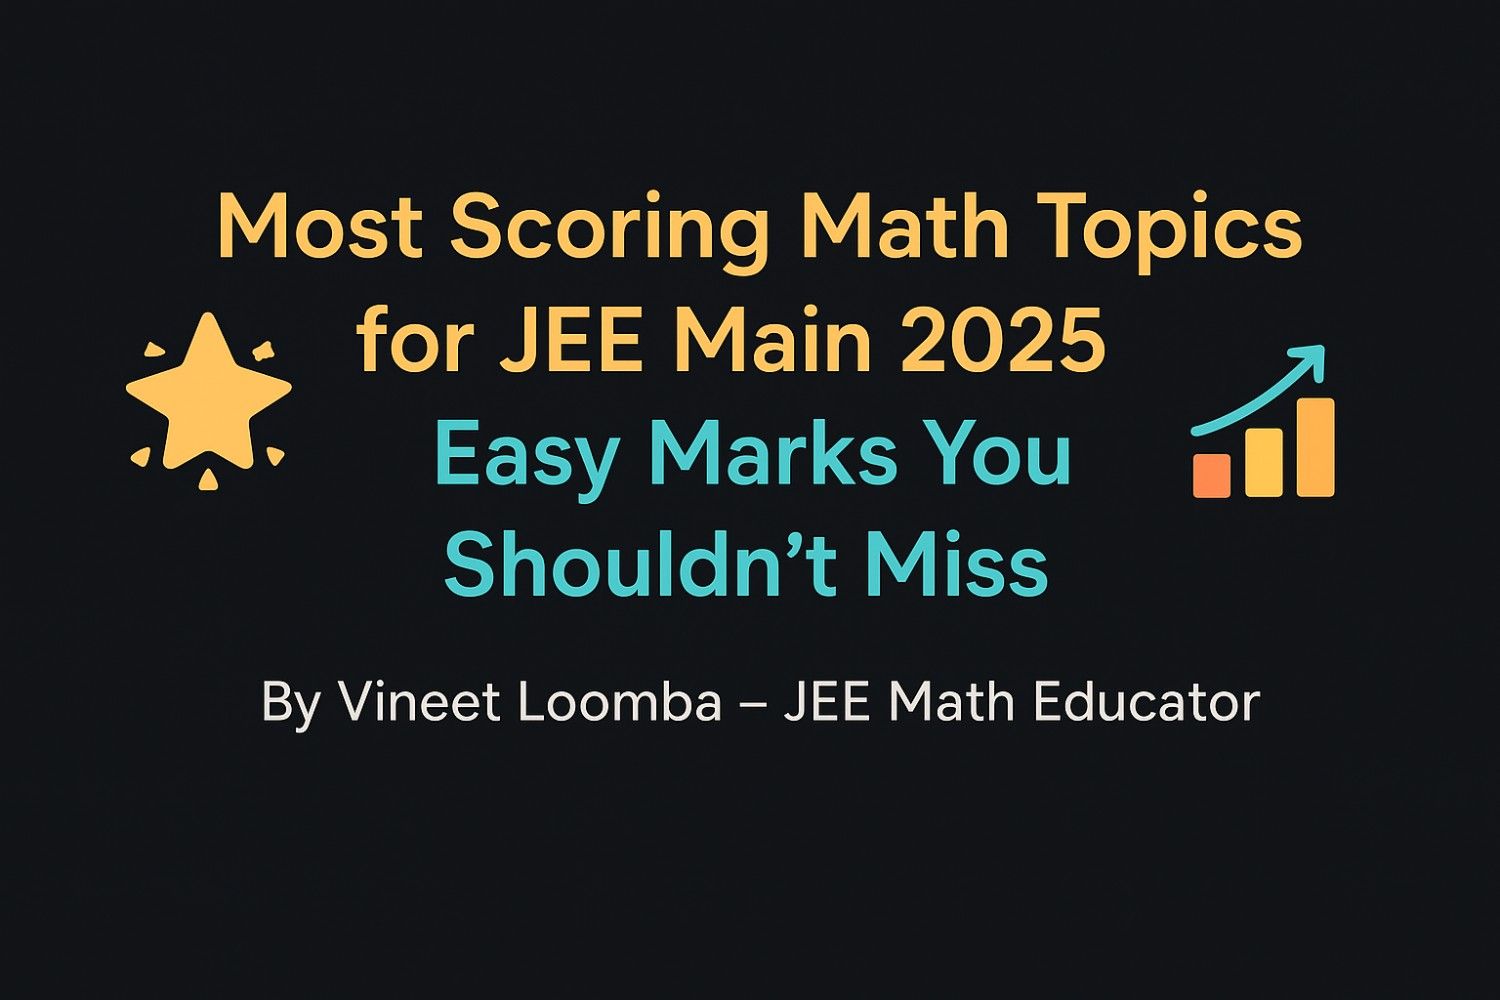 Most Scoring Math Topics
for JEE Main 2025
Easy Marks You
Shouldn’t Miss
By Vineet Loomba – JEE Math Educator